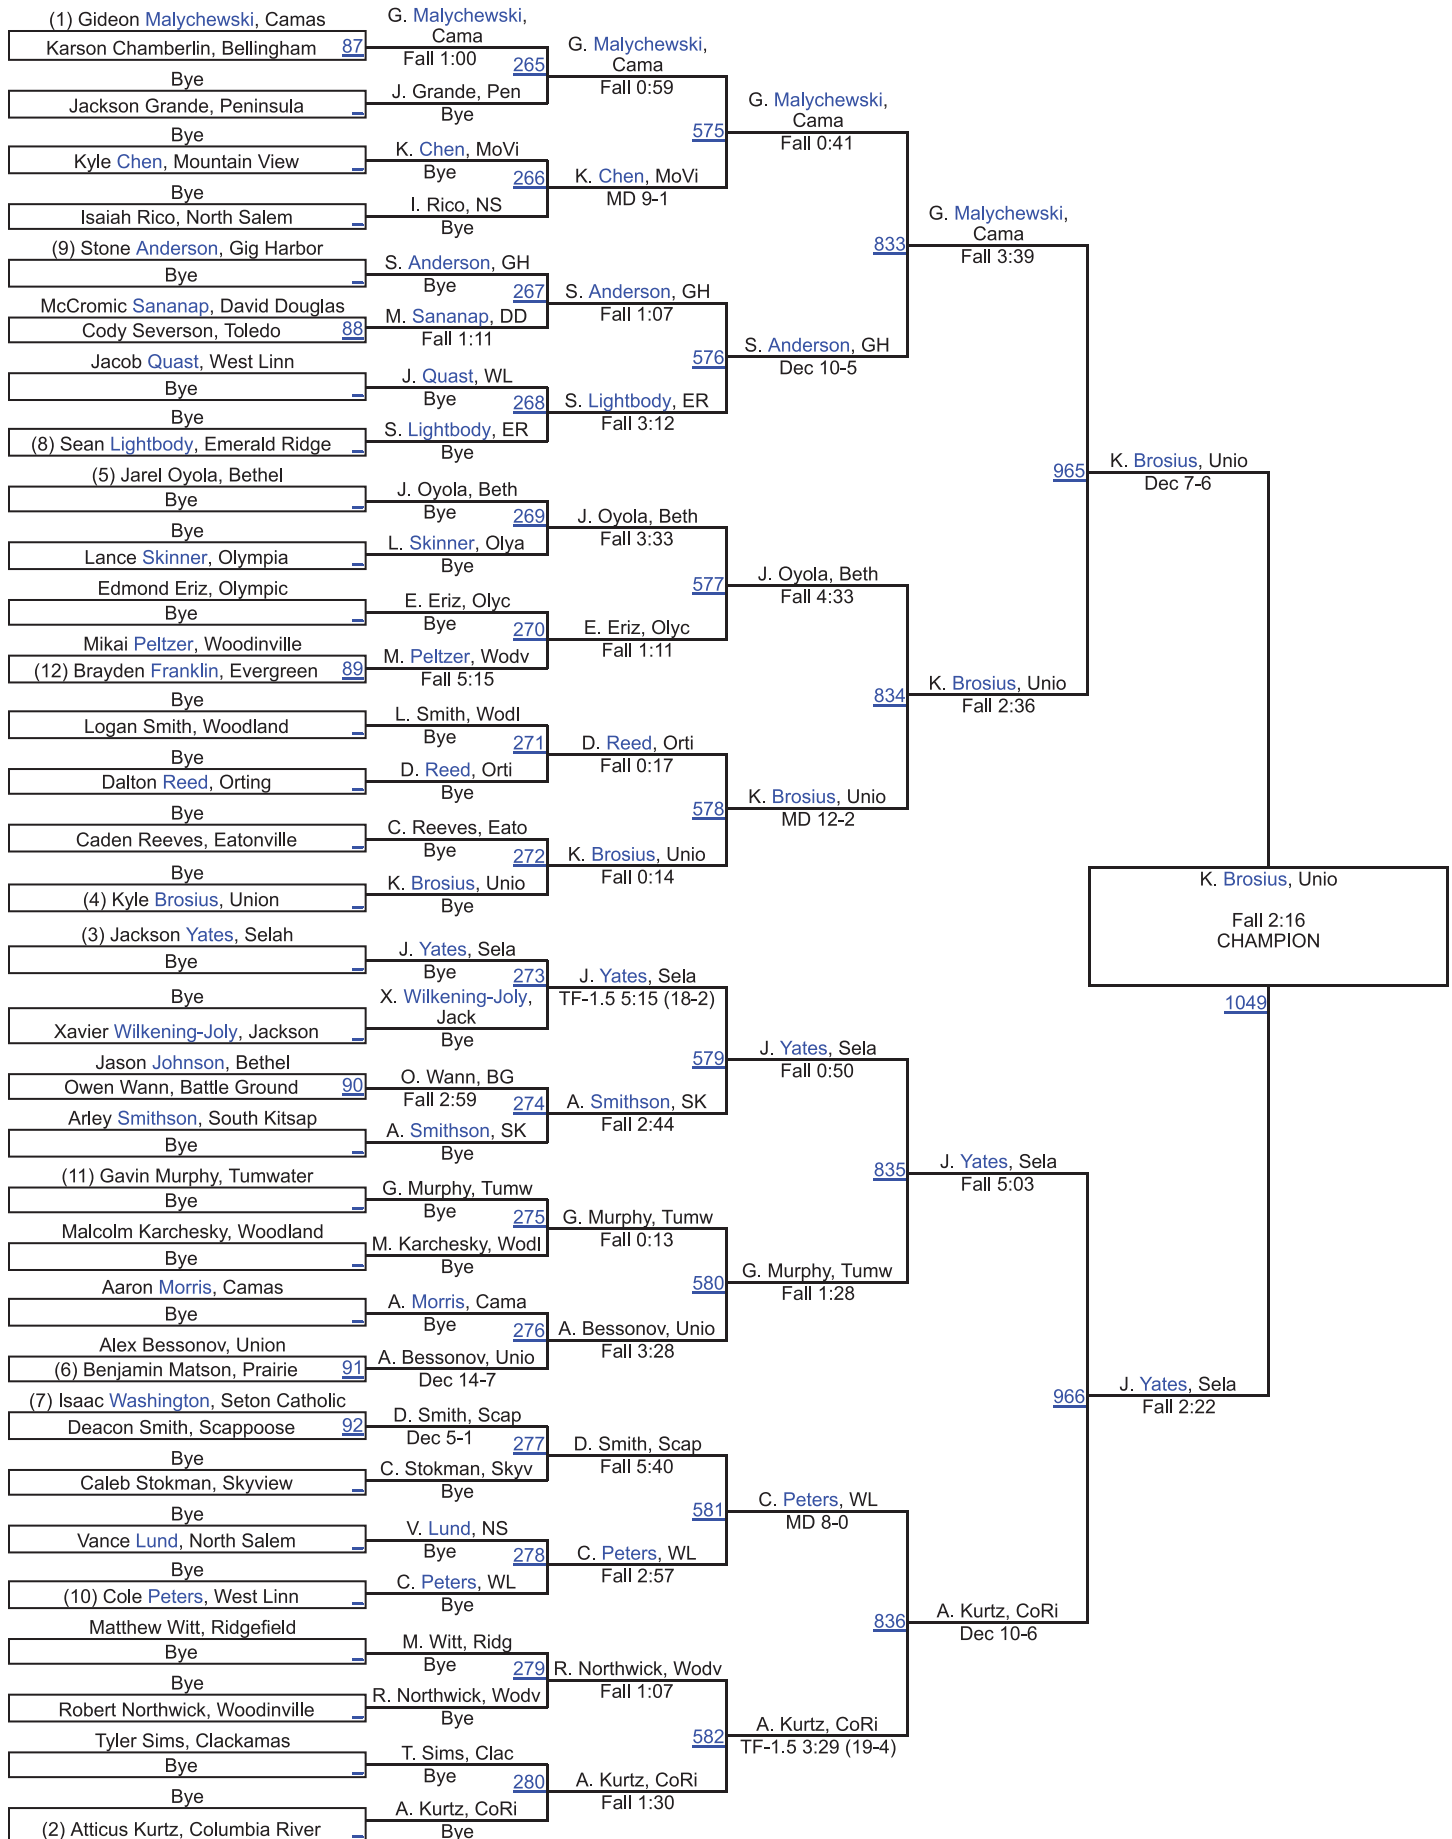 (1) Gideon Malychewski, Camas
Karson Chamberlin, Bellingham 87
Bye
Jackson Grande, Peninsula
Bye
Kyle Chen, Mountain View
Bye
Isaiah Rico, North Salem
(9) Stone Anderson, Gig Harbor
Bye
McCromic Sananap, David Douglas
Cody Severson, Toledo 88
Jacob Quast, West Linn
Bye
Bye
(8) Sean Lightbody, Emerald Ridge
(5) Jarel Oyola, Bethel
Bye
Bye
Lance Skinner, Olympia
Edmond Eriz, Olympic
Bye
Mikai Peltzer, Woodinville
(12) Brayden Franklin, Evergreen 89
Bye
Logan Smith, Woodland
Bye
Dalton Reed, Orting
Bye
Caden Reeves, Eatonville
Bye
(4) Kyle Brosius, Union
(3) Jackson Yates, Selah
Bye
Bye
Xavier Wilkening-Joly, Jackson
Jason Johnson, Bethel
Owen Wann, Battle Ground 90
Arley Smithson, South Kitsap
Bye
(11) Gavin Murphy, Tumwater
Bye
Malcolm Karchesky, Woodland
Bye
Aaron Morris, Camas
Bye
Alex Bessonov, Union
(6) Benjamin Matson, Prairie 91
(7) Isaac Washington, Seton Catholic
Deacon Smith, Scappoose 92
Bye
Caleb Stokman, Skyview
Bye
Vance Lund, North Salem
Bye
(10) Cole Peters, West Linn
Matthew Witt, Ridgefield
Bye
Bye
Robert Northwick, Woodinville
Tyler Sims, Clackamas
Bye
Bye
(2) Atticus Kurtz, Columbia River
G. Malychewski,
Cama
Fall 1:00
265
J. Grande, Pen
Bye
K. Chen, MoVi
Bye
266
I. Rico, NS
Bye
S. Anderson, GH
Bye
267
M. Sananap, DD
Fall 1:11
J. Quast, WL
Bye
268
S. Lightbody, ER
Bye
J. Oyola, Beth
Bye
269
L. Skinner, Olya
Bye
E. Eriz, Olyc
Bye
270
M. Peltzer, Wodv
Fall 5:15
L. Smith, Wodl
Bye
271
D. Reed, Orti
Bye
C. Reeves, Eato
Bye
272
K. Brosius, Unio
Bye
J. Yates, Sela
Bye
273
X. Wilkening-Joly,
Jack
Bye
O. Wann, BG
Fall 2:59
274
A. Smithson, SK
Bye
G. Murphy, Tumw
Bye
275
M. Karchesky, Wodl
Bye
A. Morris, Cama
Bye
276
A. Bessonov, Unio
Dec 14-7
D. Smith, Scap
Dec 5-1
277
C. Stokman, Skyv
Bye
V. Lund, NS
Bye
278
C. Peters, WL
Bye
M. Witt, Ridg
Bye
279
R. Northwick, Wodv
Bye
T. Sims, Clac
Bye
280
A. Kurtz, CoRi
Bye
G. Malychewski,
Cama
Fall 0:59
575
K. Chen, MoVi
MD 9-1
S. Anderson, GH
Fall 1:07
576
S. Lightbody, ER
Fall 3:12
J. Oyola, Beth
Fall 3:33
577
E. Eriz, Olyc
Fall 1:11
D. Reed, Orti
Fall 0:17
578
K. Brosius, Unio
Fall 0:14
J. Yates, Sela
TF-1.5 5:15 (18-2)
579
A. Smithson, SK
Fall 2:44
G. Murphy, Tumw
Fall 0:13
580
A. Bessonov, Unio
Fall 3:28
D. Smith, Scap
Fall 5:40
581
C. Peters, WL
Fall 2:57
R. Northwick, Wodv
Fall 1:07
582
A. Kurtz, CoRi
Fall 1:30
G. Malychewski,
Cama
Fall 0:41
833
S. Anderson, GH
Dec 10-5
J. Oyola, Beth
Fall 4:33
834
K. Brosius, Unio
MD 12-2
J. Yates, Sela
Fall 0:50
835
G. Murphy, Tumw
Fall 1:28
C. Peters, WL
MD 8-0
836
A. Kurtz, CoRi
TF-1.5 3:29 (19-4)
G. Malychewski,
Cama
Fall 3:39
965
K. Brosius, Unio
Fall 2:36
J. Yates, Sela
Fall 5:03
966
A. Kurtz, CoRi
Dec 10-6
K. Brosius, Unio
Dec 7-6
J. Yates, Sela
Fall 2:22
K. Brosius, Unio
Fall 2:16
CHAMPION
1049